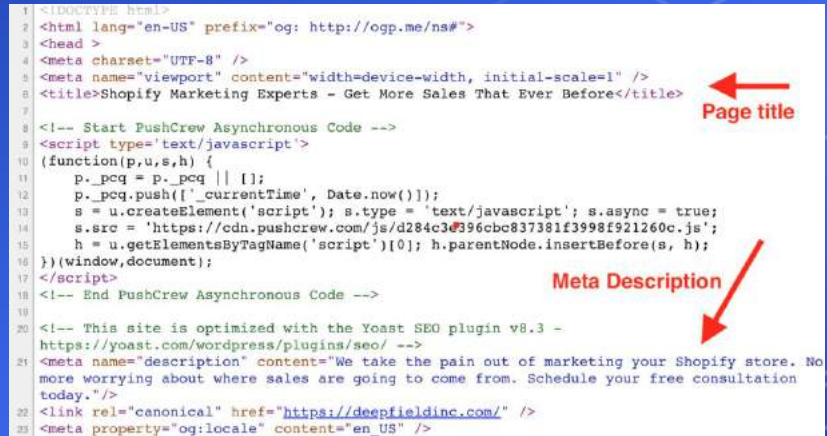 1 <!DOCTYPE html>
2 <html lang="en-US" prefix="og: http://ogp.me/ns#">
3 <head >
4 <meta charset="UTF-8" />
5 <meta name="viewport" content="width=device-width, initial-scale=1" />
6 <title>Shopify Marketing Experts - Get More Sales That Ever Before</title>
Page title
7
8 <!-- Start PushCrew Asynchronous Code -->
9 <script type='text/javascript'>
10 (function(p,u,s,h) {
11 p._pcq = p._pcq || [];
12 p._pcq.push(['_currentTime', Date.now()]);
13 s = u.createElement('script'); s.type = 'text/javascript'; s.async = true;
14 s.src = 'https://cdn.pushcrew.com/js/d284c3e396cbc837381f3998f921260c.js';
15 h = u.getElementsByTagName('script')[0]; h.parentNode.insertBefore(s, h);
16 })(window,document);
17 </script>
Meta Description
18 <!-- End PushCrew Asynchronous Code -->
19
20 <!-- This site is optimized with the Yoast SEO plugin v8.3 -
https://yoast.com/wordpress/plugins/seo/ -->
21 <meta name="description" content="We take the pain out of marketing your Shopify store. No
more worrying about where sales are going to come from. Schedule your free consultation
today."/>
22 <link rel="canonical" href="https://deepfieldinc.com/" />
23 <meta property="og:locale" content="en_US" />